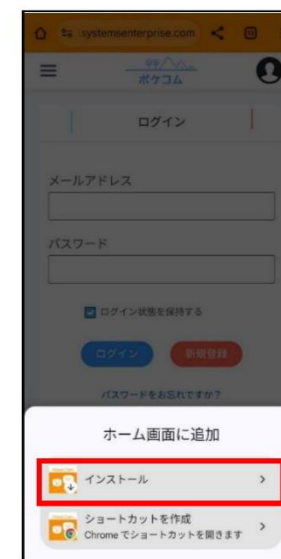 systemsenterprise.com
ポケコム
ログイン
メールアドレス
パスワード
ログイン状態を保持する
ログイン 新規登録
パスワードをお忘れですか?
ホーム画面に追加
インストール
ショートカットを作成
Chrome でショートカットを開きます